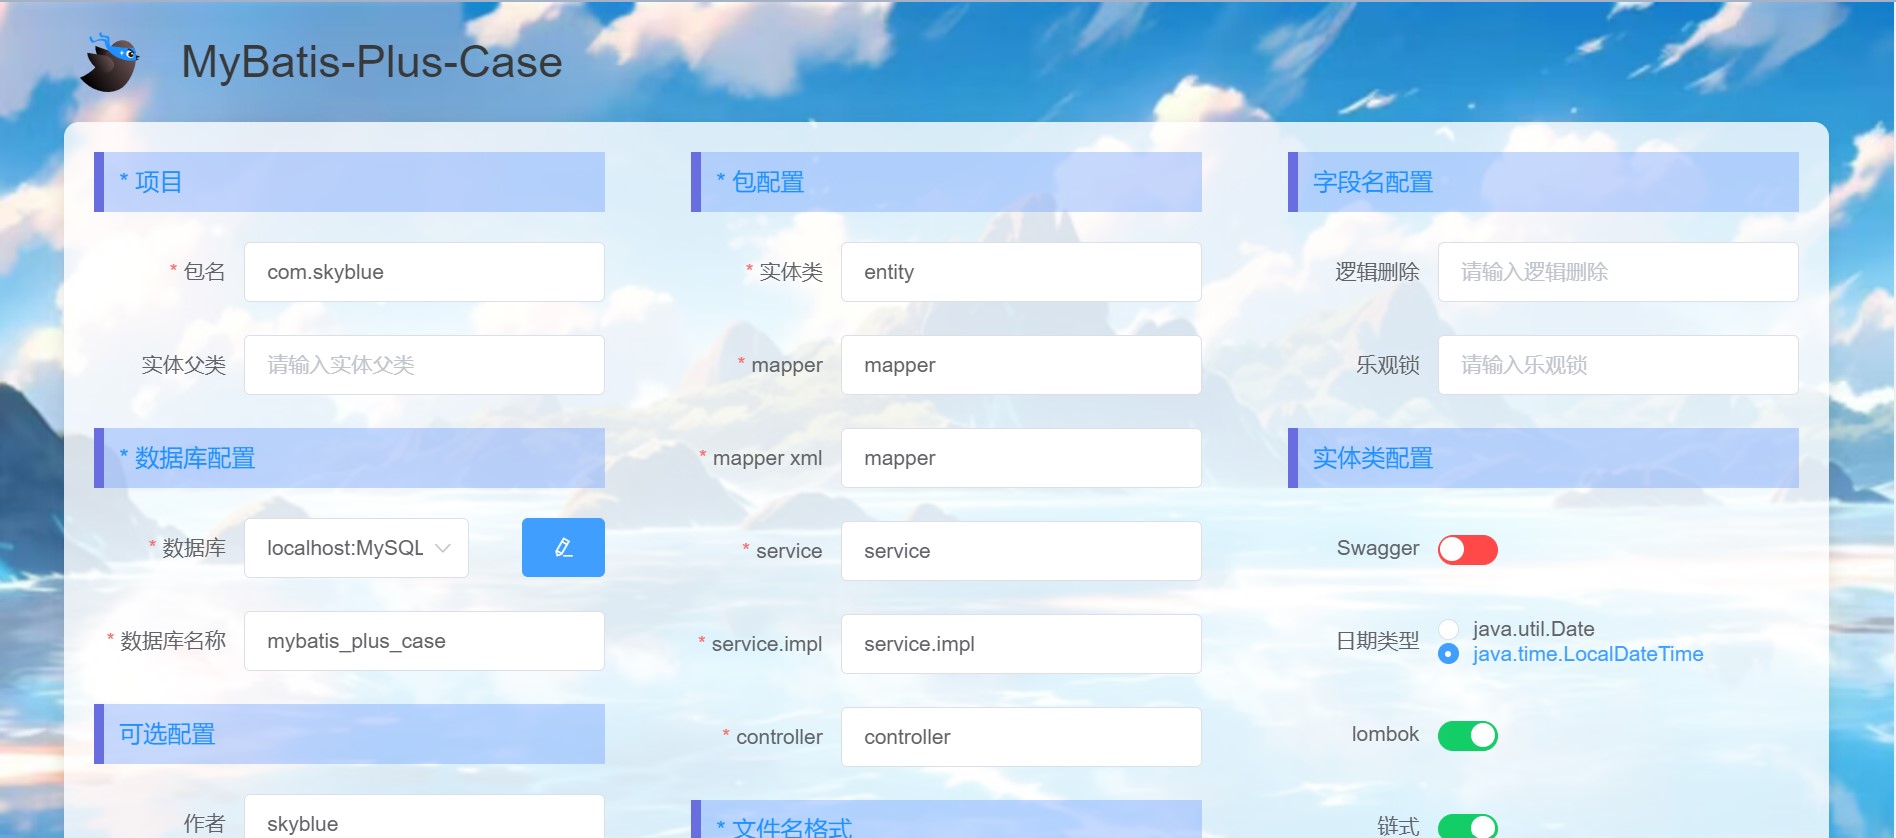 MyBatis-Plus-Case
* 项目
* 包名 com.skyblue
实体父类 请输入实体父类
* 数据库配置
* 数据库 localhost:MySQL
* 数据库名称 mybatis_plus_case
可选配置
作者 skyblue
* 包配置
* 实体类 entity
* mapper mapper
* mapper xml mapper
* service service
* service.impl service.impl
* controller controller
* 文件名格式
字段名配置
逻辑删除 请输入逻辑删除
乐观锁 请输入乐观锁
实体类配置
Swagger
日期类型 java.util.Date
java.time.LocalDateTime
lombok
链式